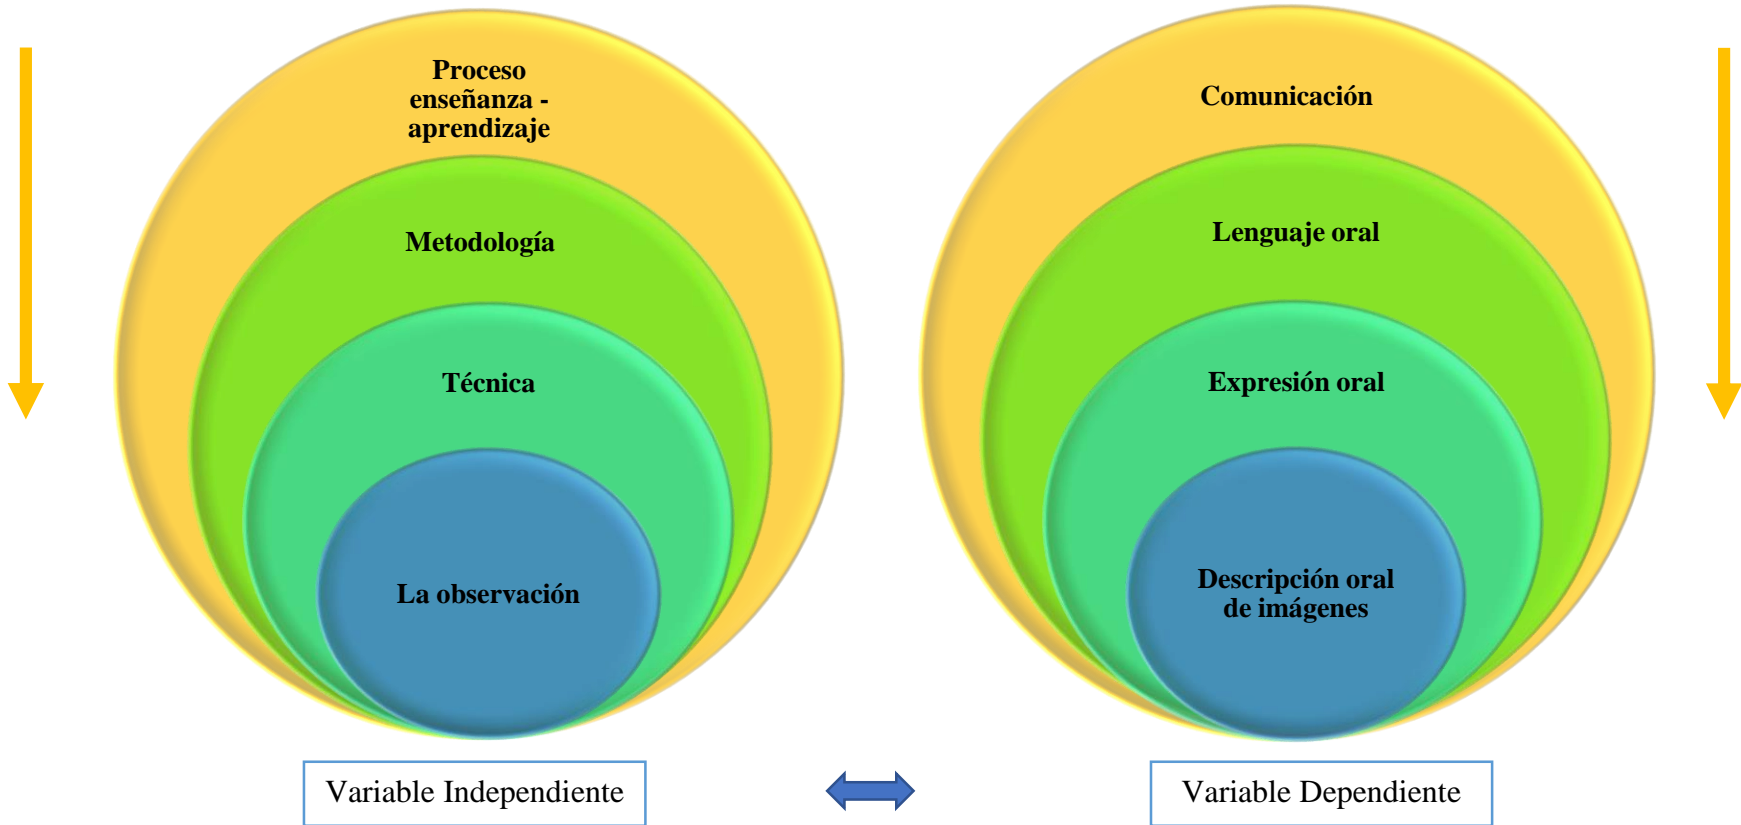 Proceso
enseñanza -
aprendizaje
Metodología
Técnica
La observación
Variable Independiente
Comunicación
Lenguaje oral
Expresión oral
Descripción oral
de imágenes
Variable Dependiente